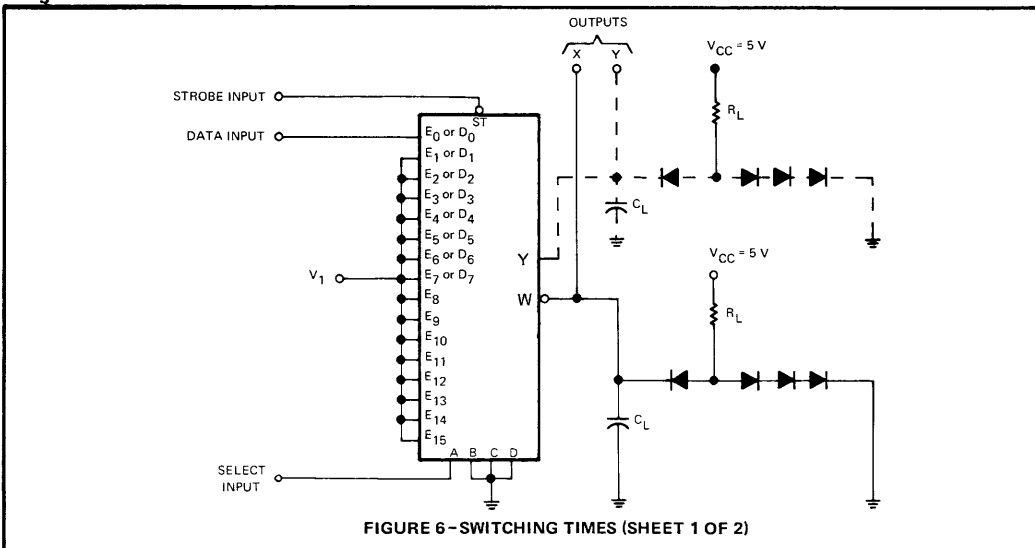 OUTPUTS
X Y
V_CC = 5 V
STROBE INPUT
R_L
ST
DATA INPUT
E_0 or D_0
E_1 or D_1
E_2 or D_2
E_3 or D_3
C_L
E_4 or D_4
E_5 or D_5
E_6 or D_6
Y
V_CC = 5 V
V_1
E_7 or D_7
E_8
W
E_9
R_L
E_10
E_11
E_12
E_13
E_14
C_L
E_15
A B C D
SELECT
INPUT
FIGURE 6-SWITCHING TIMES (SHEET 1 OF 2)